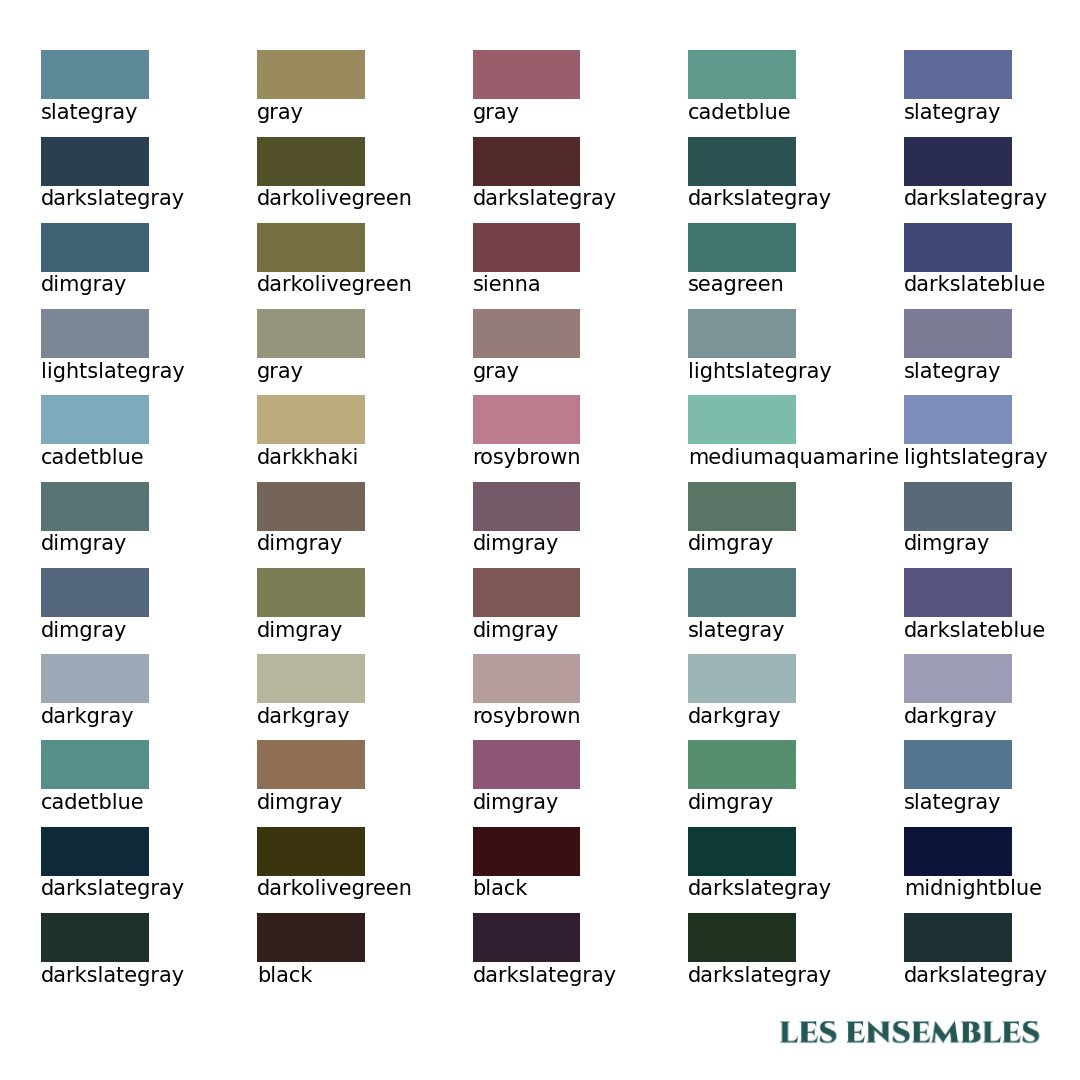 slategray gray gray cadetblue slategray
darkslategray darkolivegreen darkslategray darkslategray darkslategray
dimgray darkolivegreen sienna seagreen darkslateblue
lightslategray gray gray lightslategray slategray
cadetblue darkkhaki rosybrown mediumaquamarine lightslategray
dimgray dimgray dimgray dimgray dimgray
dimgray dimgray dimgray slategray darkslateblue
darkgray darkgray rosybrown darkgray darkgray
cadetblue dimgray dimgray dimgray slategray
darkslategray darkolivegreen black darkslategray midnightblue
darkslategray black darkslategray darkslategray darkslategray
LES ENSEMBLES